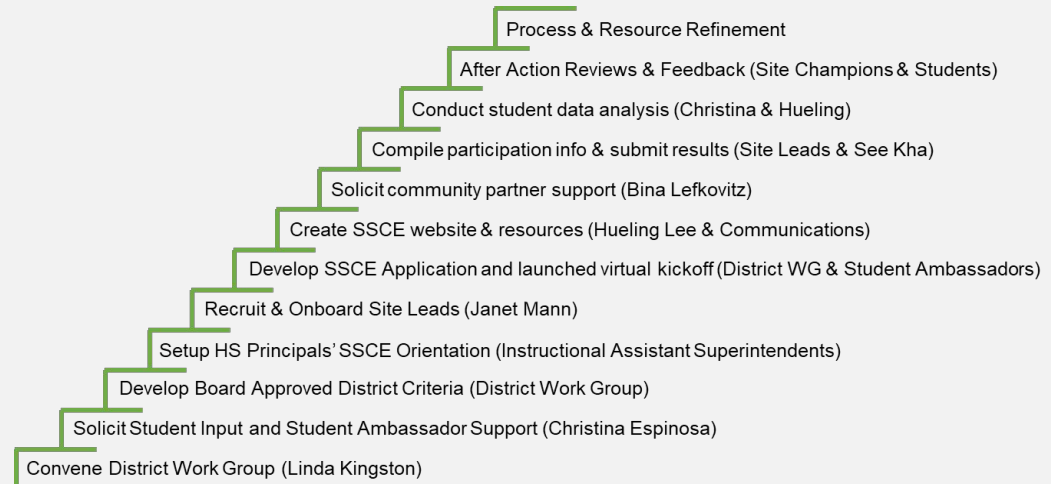 Process & Resource Refinement
After Action Reviews & Feedback (Site Champions & Students)
Conduct student data analysis (Christina & Hueling)
Compile participation info & submit results (Site Leads & See Kha)
Solicit community partner support (Bina Lefkovitz)
Create SSCE website & resources (Hueling Lee & Communications)
Develop SSCE Application and launched virtual kickoff (District WG & Student Ambassadors)
Recruit & Onboard Site Leads (Janet Mann)
Setup HS Principals’ SSCE Orientation (Instructional Assistant Superintendents)
Develop Board Approved District Criteria (District Work Group)
Solicit Student Input and Student Ambassador Support (Christina Espinosa)
Convene District Work Group (Linda Kingston)